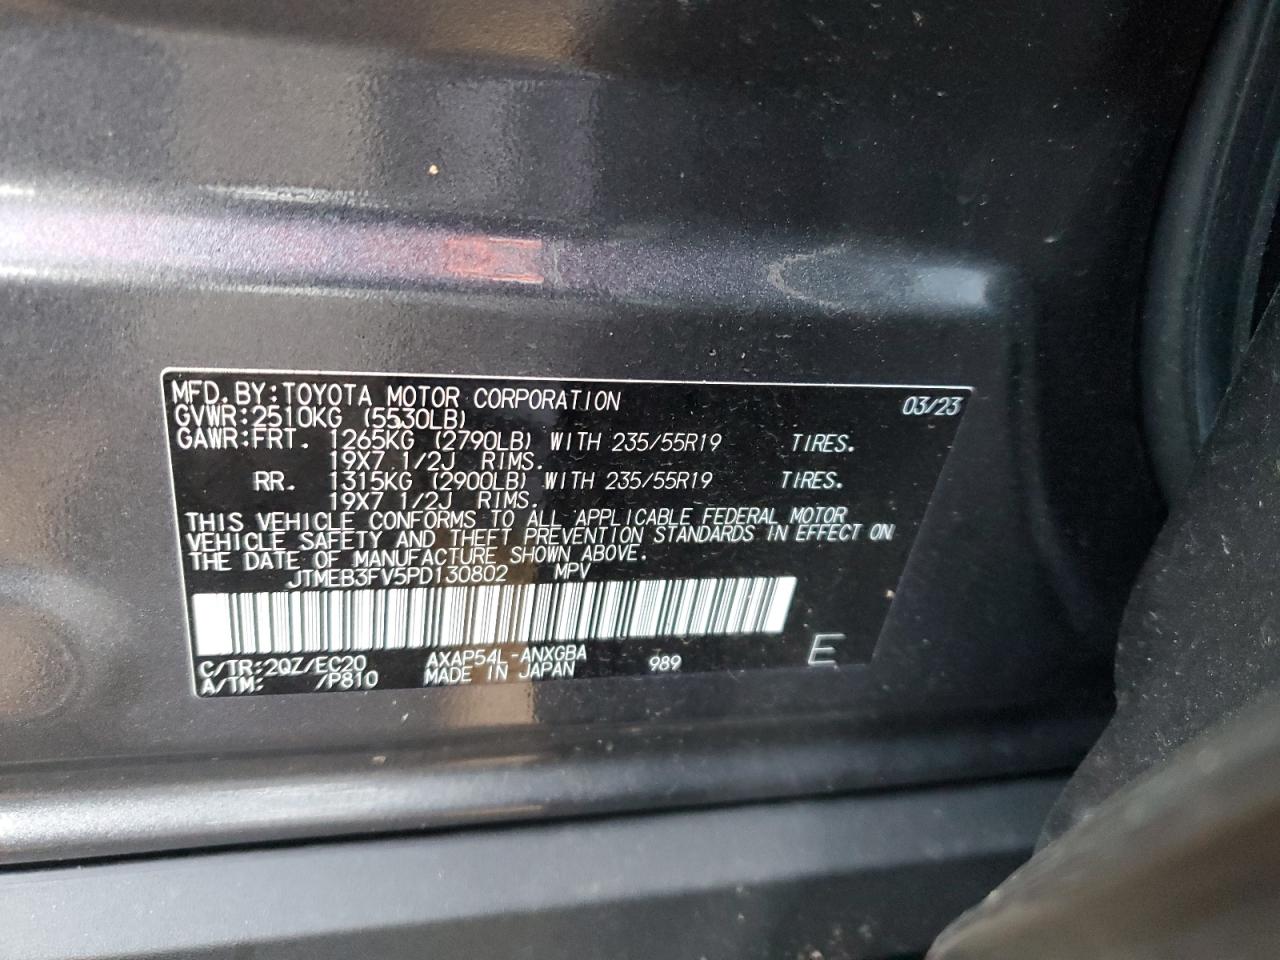 MFD.BY:TOYOTA MOTOR CORPORATION 03/23
GVWR:2510KG (5530LB)
GAWR:FRT. 1265KG (2790LB) WITH 235/55R19 TIRES.
19X7 1/2J RIMS.
RR. 1315KG (2900LB) WITH 235/55R19 TIRES.
19X7 1/2J RIMS.
THIS VEHICLE CONFORMS TO ALL APPLICABLE FEDERAL MOTOR
VEHICLE SAFETY AND THEFT PREVENTION STANDARDS IN EFFECT ON
THE DATE OF MANUFACTURE SHOWN ABOVE.
JTMEB3FV5PD130802 MPV
C/TR:2QZ/EC20 AXAP54L-ANXGBA 989 E
A/TM: /P810 MADE IN JAPAN